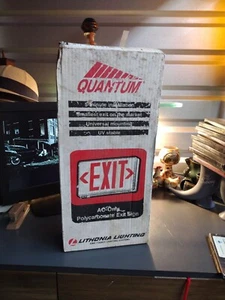 QUANTUM
Simple Installation
Smallest exit on the market
Universal mounting
UV stable
<EXIT>
AC Only
Polycarbonate Exit Sign
LITHONIA LIGHTING